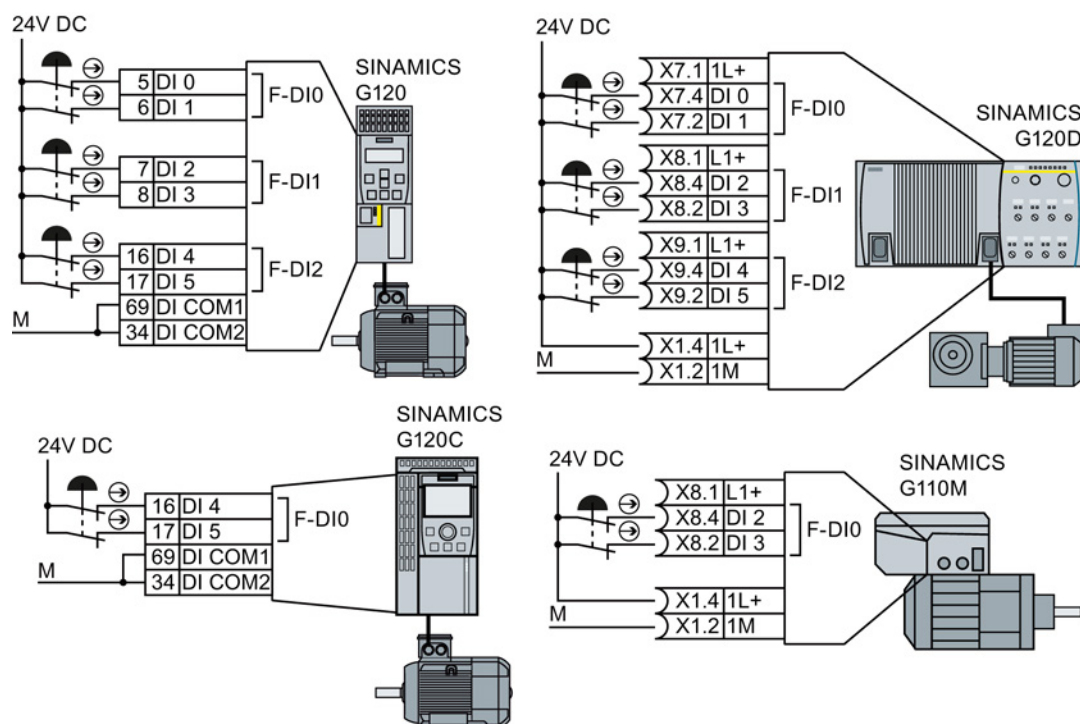 24V DC
5 DI 0
6 DI 1
F-DI0
7 DI 2
8 DI 3
F-DI1
16 DI 4
17 DI 5
F-DI2
69 DI COM1
34 DI COM2
M
SINAMICS
G120
24V DC
X7.1 1L+
X7.4 DI 0
X7.2 DI 1
F-DI0
X8.1 L1+
X8.4 DI 2
X8.2 DI 3
F-DI1
X9.1 L1+
X9.4 DI 4
X9.2 DI 5
F-DI2
X1.4 1L+
X1.2 1M
M
SINAMICS
G120D
24V DC
16 DI 4
17 DI 5
F-DI0
69 DI COM1
34 DI COM2
M
SINAMICS
G120C
24V DC
X8.1 L1+
X8.4 DI 2
X8.2 DI 3
F-DI0
X1.4 1L+
X1.2 1M
M
SINAMICS
G110M